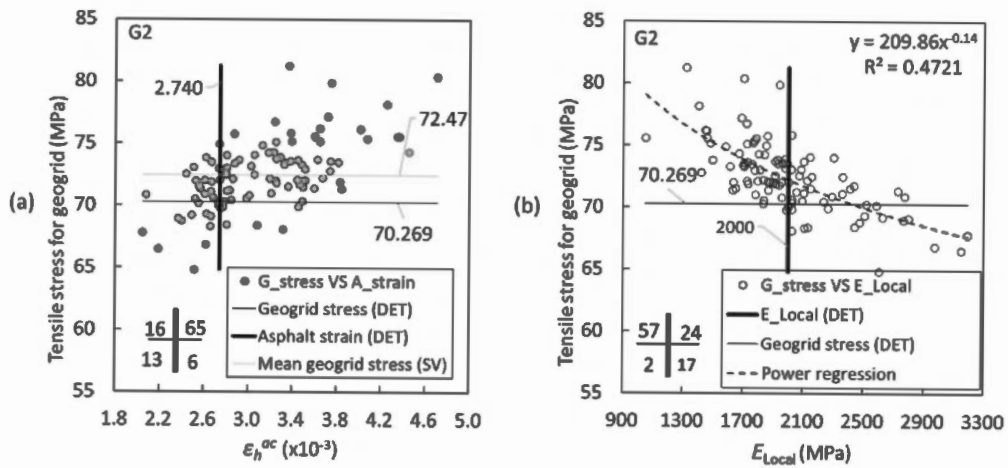 (a)
Tensile stress for geogrid (MPa)
85
80
75
70
65
60
55
G2
2.740
72.47
70.269
G_stress VS A_strain
Geogrid stress (DET)
Asphalt strain (DET)
Mean geogrid stress (SV)
16 65
13 6
1.8 2.4 3.0 3.6 4.2 4.8 5.4 6.0
εₕᵃᶜ (x10⁻³)
(b)
Tensile stress for geogrid (MPa)
85
80
75
70
65
60
55
G2
y = 209.86x⁻⁰·¹⁴
R² = 0.4721
70.269
2000
G_stress VS E_Local
E_Local (DET)
Geogrid stress (DET)
Power regression
57 24
2 17
900 1300 1700 2100 2500 2900 3300
E_Local (MPa)